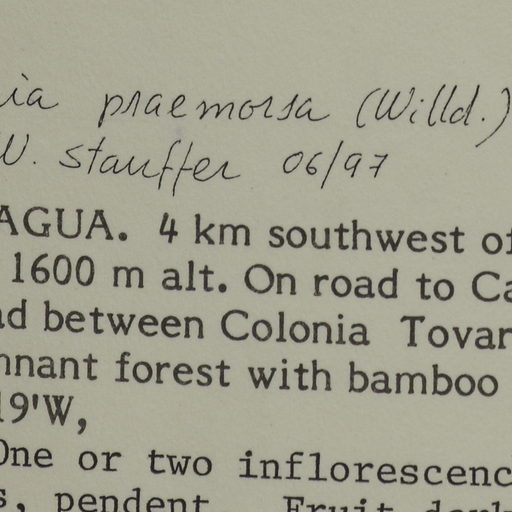 ia praemorsa (Willd.)
W. Stauffer 06/97
AGUA. 4 km southwest of
1600 m alt. On road to Ca
nd between Colonia Tovar
nnant forest with bamboo
19'W,
One or two inflorescenc
s, pendent. Fruit dark